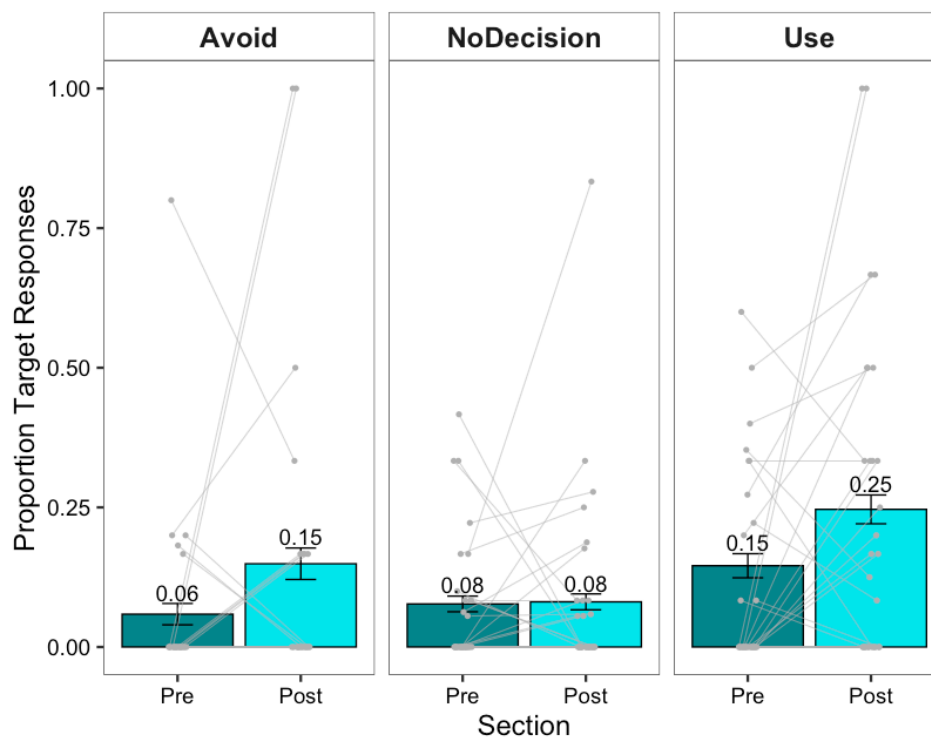 Avoid NoDecision Use
Proportion Target Responses
1.00
0.75
0.50
0.25
0.00
0.06 0.15 0.08 0.08 0.15 0.25
Pre Post Pre Post Pre Post
Section